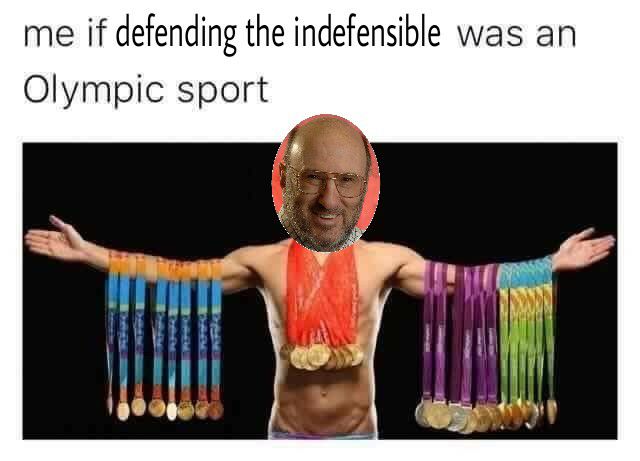 me if defending the indefensible was an
Olympic sport